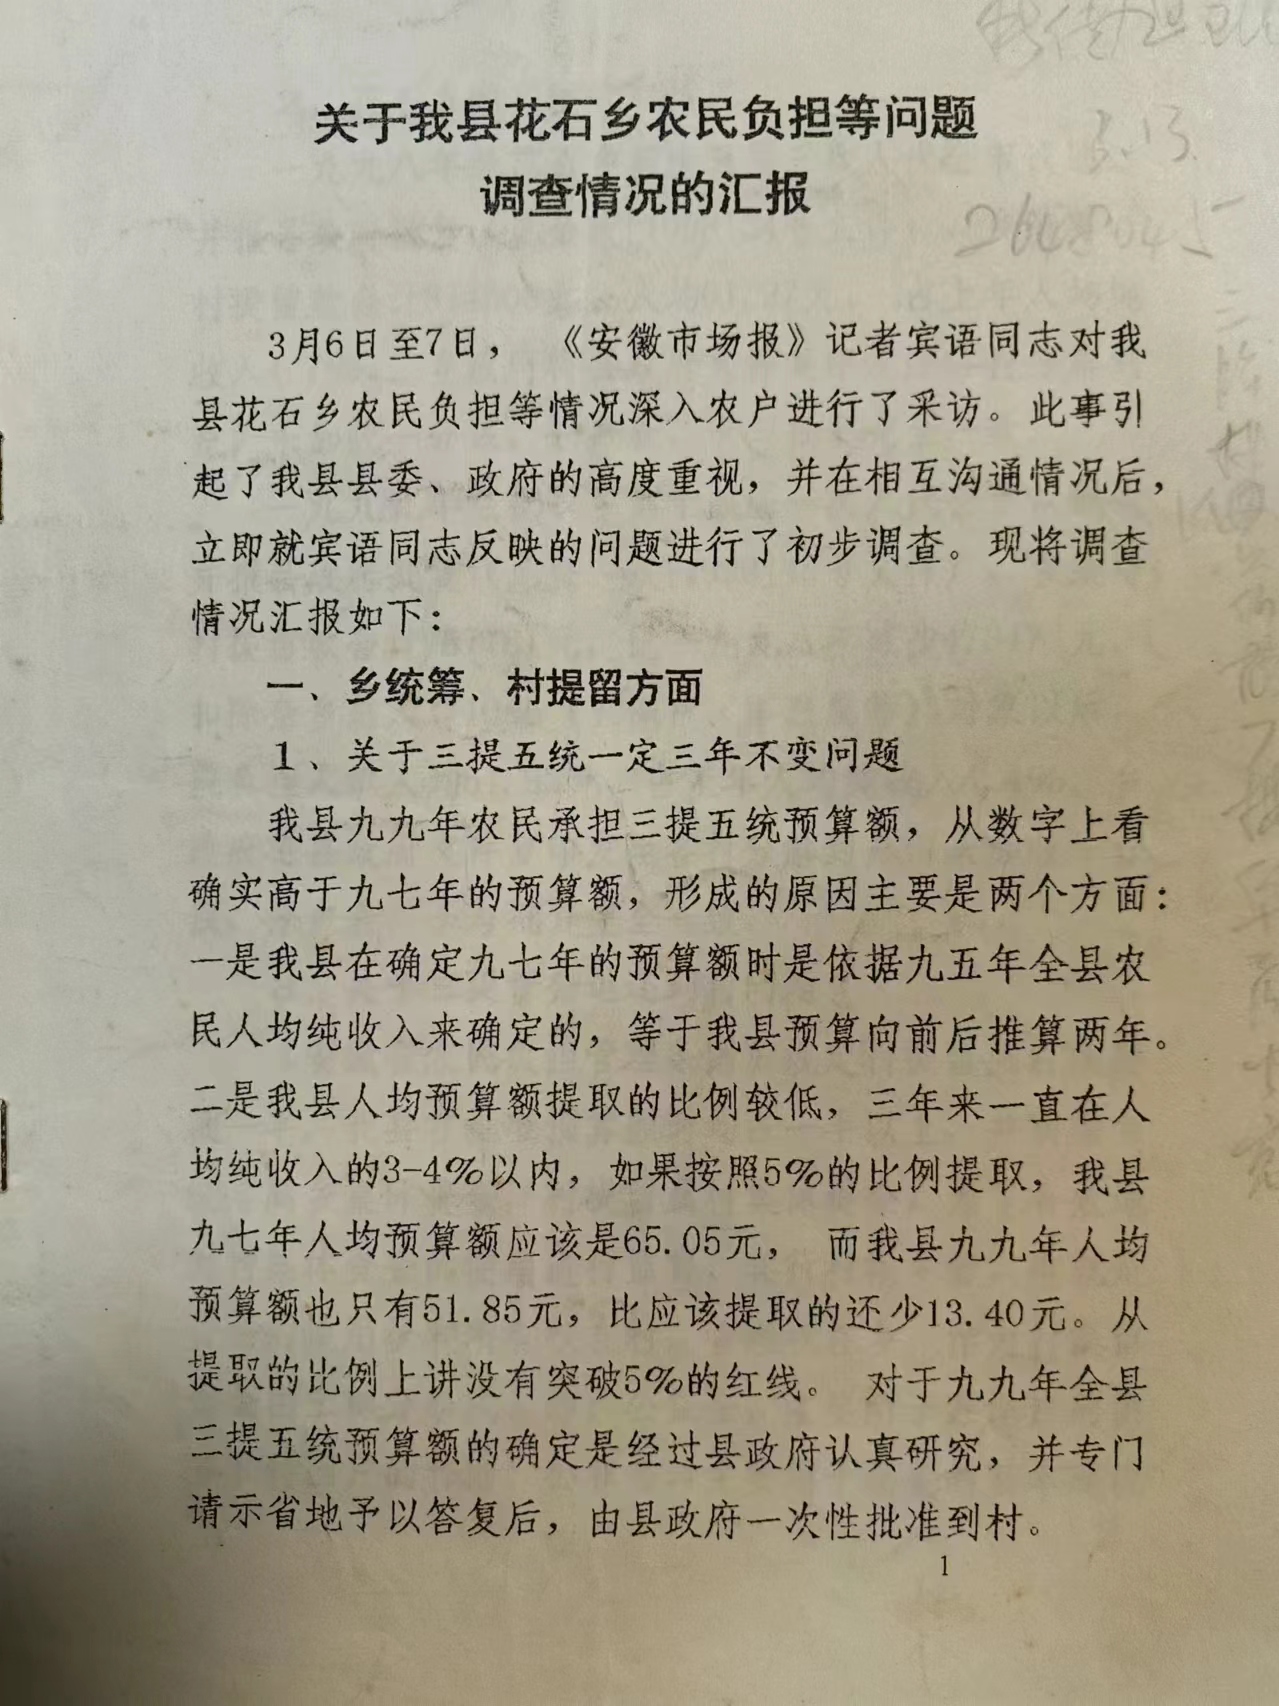 关于我县花石乡农民负担等问题
调查情况的汇报
3.13
2648045
3月6日至7日，　《安徽市场报》记者宾语同志对我
县花石乡农民负担等情况深入农户进行了采访。此事引
起了我县县委、政府的高度重视，并在相互沟通情况后，
立即就宾语同志反映的问题进行了初步调查。现将调查
情况汇报如下：
一、乡统筹、村提留方面
1、关于三提五统一定三年不变问题
我县九九年农民承担三提五统预算额，从数字上看
确实高于九七年的预算额，形成的原因主要是两个方面：
一是我县在确定九七年的预算额时是依据九五年全县农
民人均纯收入来确定的，等于我县预算向前后推算两年。
二是我县人均预算额提取的比例较低，三年来一直在人
均纯收入的3-4%以内，如果按照5%的比例提取，我县
九七年人均预算额应该是65.05元，　而我县九九年人均
预算额也只有51.85元，比应该提取的还少13.40元。从
提取的比例上讲没有突破5%的红线。　对于九九年全县
三提五统预算额的确定是经过县政府认真研究，并专门
请示省地予以答复后，由县政府一次性批准到村。
1